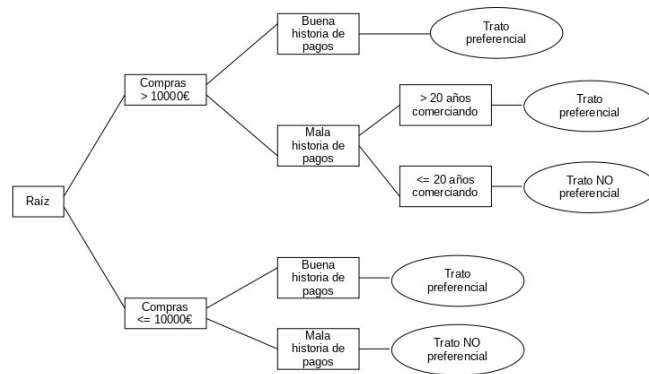 Raíz
Compras
> 10000€
Buena
historia de
pagos
Trato
preferencial
Mala
historia de
pagos
> 20 años
comerciando
Trato
preferencial
<= 20 años
comerciando
Trato NO
preferencial
Compras
<= 10000€
Buena
historia de
pagos
Trato
preferencial
Mala
historia de
pagos
Trato NO
preferencial